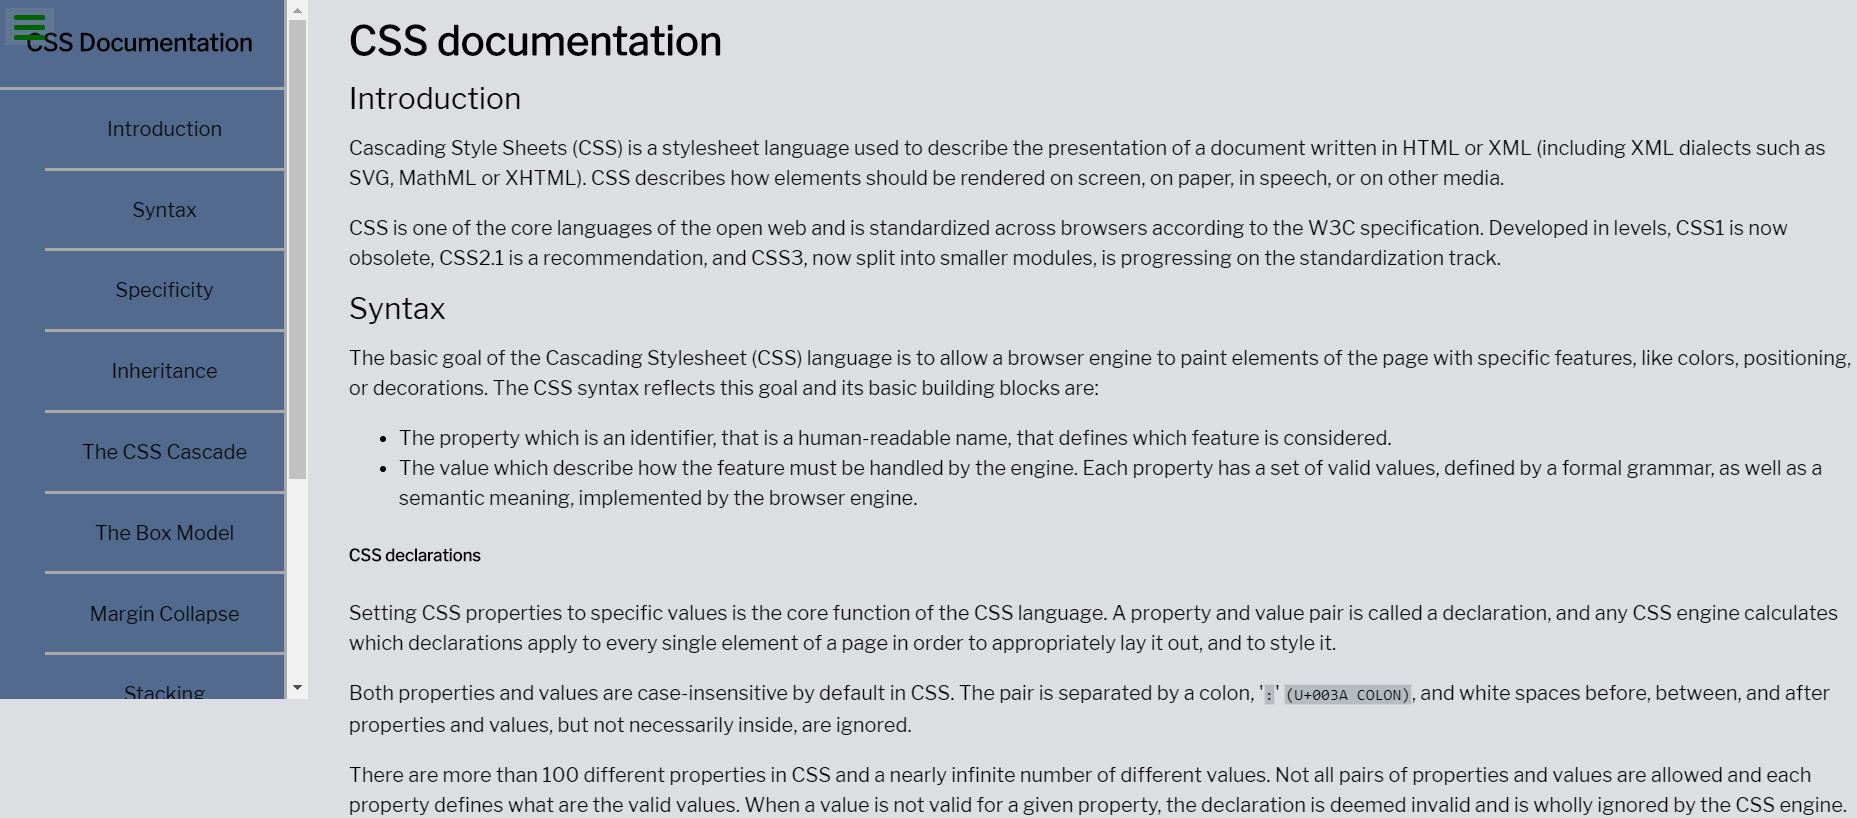 CSS Documentation
Introduction
Syntax
Specificity
Inheritance
The CSS Cascade
The Box Model
Margin Collapse
Stacking
CSS documentation
Introduction
Cascading Style Sheets (CSS) is a stylesheet language used to describe the presentation of a document written in HTML or XML (including XML dialects such as
SVG, MathML or XHTML). CSS describes how elements should be rendered on screen, on paper, in speech, or on other media.
CSS is one of the core languages of the open web and is standardized across browsers according to the W3C specification. Developed in levels, CSS1 is now
obsolete, CSS2.1 is a recommendation, and CSS3, now split into smaller modules, is progressing on the standardization track.
Syntax
The basic goal of the Cascading Stylesheet (CSS) language is to allow a browser engine to paint elements of the page with specific features, like colors, positioning,
or decorations. The CSS syntax reflects this goal and its basic building blocks are:
• The property which is an identifier, that is a human-readable name, that defines which feature is considered.
• The value which describe how the feature must be handled by the engine. Each property has a set of valid values, defined by a formal grammar, as well as a
semantic meaning, implemented by the browser engine.
CSS declarations
Setting CSS properties to specific values is the core function of the CSS language. A property and value pair is called a declaration, and any CSS engine calculates
which declarations apply to every single element of a page in order to appropriately lay it out, and to style it.
Both properties and values are case-insensitive by default in CSS. The pair is separated by a colon, ':' (U+003A COLON), and white spaces before, between, and after
properties and values, but not necessarily inside, are ignored.
There are more than 100 different properties in CSS and a nearly infinite number of different values. Not all pairs of properties and values are allowed and each
property defines what are the valid values. When a value is not valid for a given property, the declaration is deemed invalid and is wholly ignored by the CSS engine.